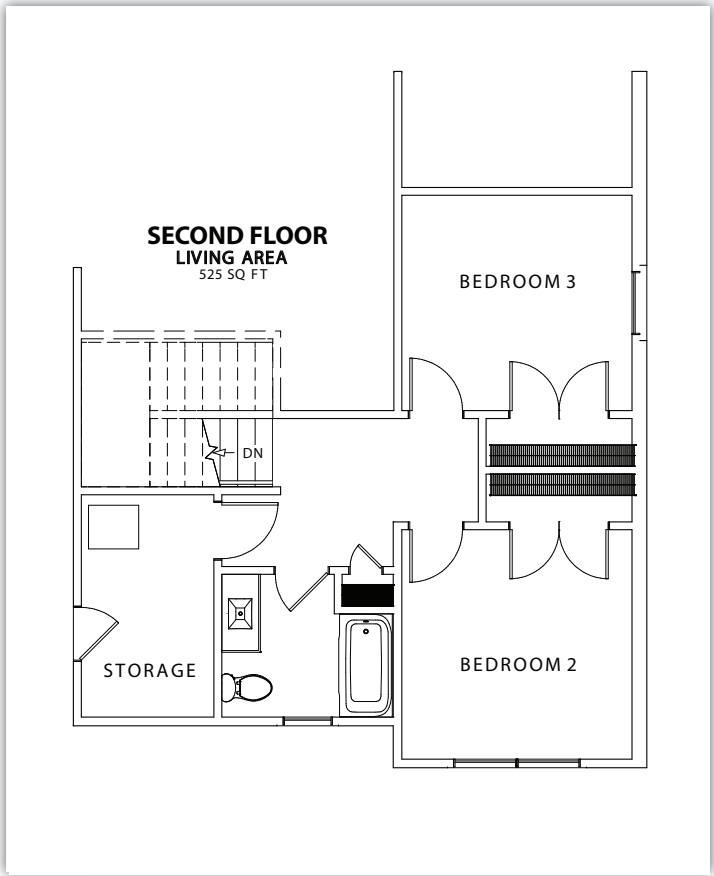 SECOND FLOOR
LIVING AREA
525 SQ FT
BEDROOM 3
DN
STORAGE
BEDROOM 2